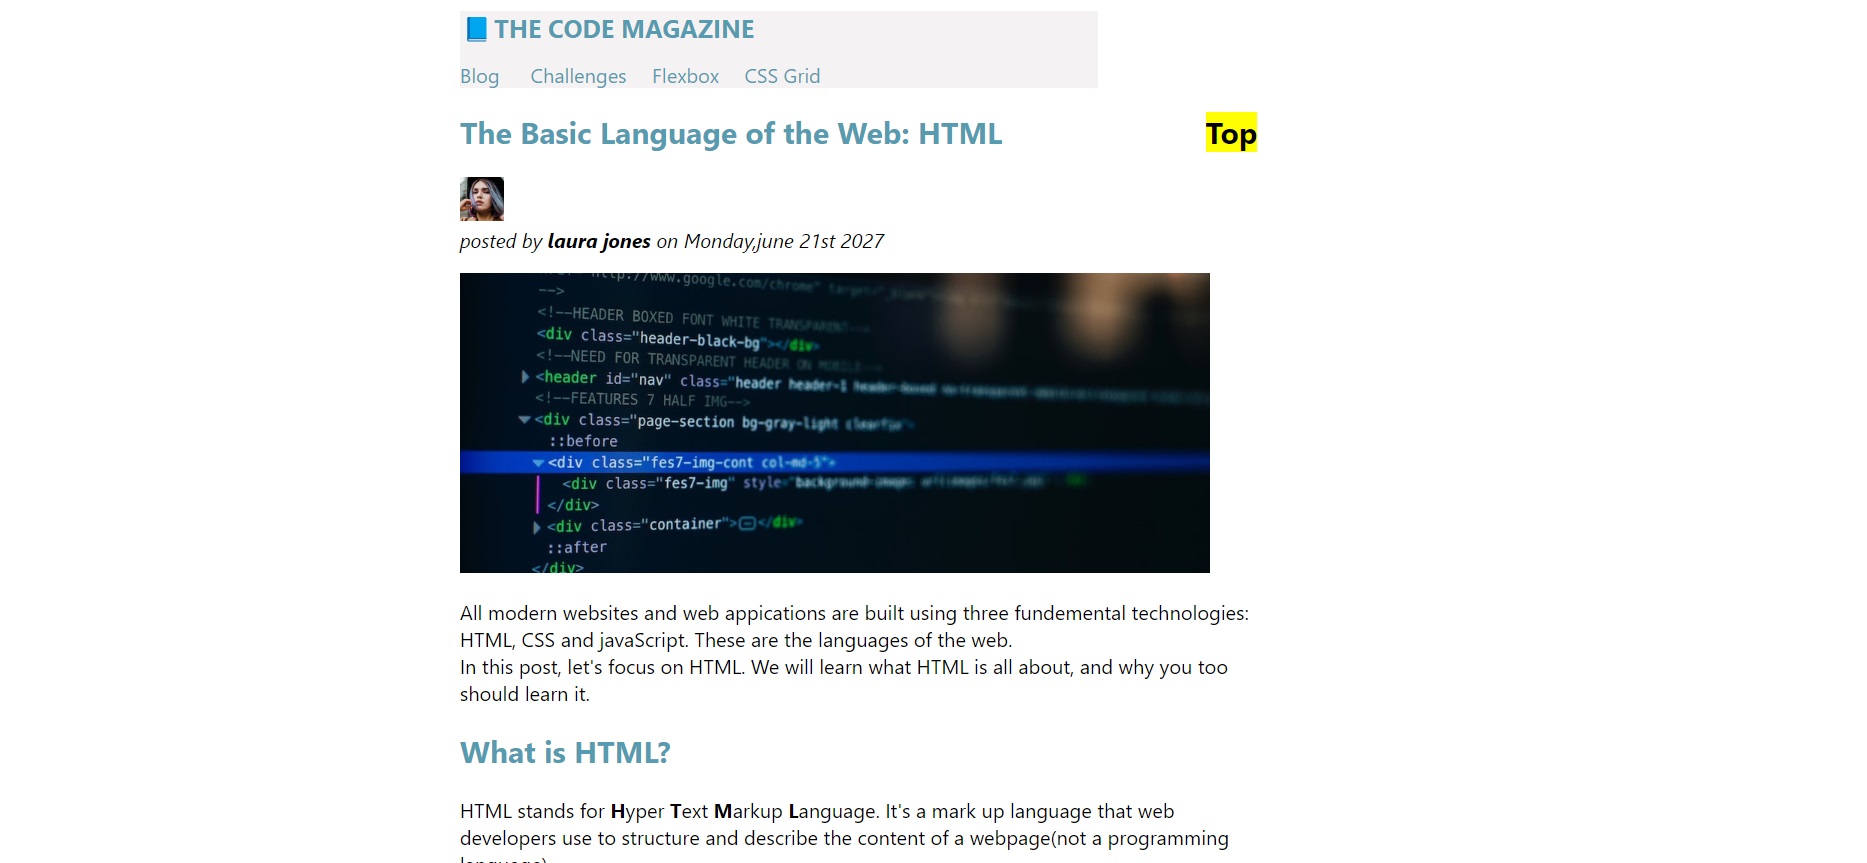 THE CODE MAGAZINE
Blog Challenges Flexbox CSS Grid
The Basic Language of the Web: HTML Top
posted by laura jones on Monday,june 21st 2027
http://www.google.com/chrome"
-->
<!--HEADER BOXED FONT WHITE TRANSPARENT-->
<div class="header-black-bg"></div>
<!--NEED FOR TRANSPARENT HEADER ON MOBILE-->
<header id="nav" class="header header-1 header-boxed
<!--FEATURES 7 HALF IMG-->
<div class="page-section bg-gray-light clearfix">
::before
<div class="fes7-img-cont col-md-5">
<div class="fes7-img" style="background-image:
</div>
<div class="container"></div>
::after
</div>
All modern websites and web appications are built using three fundemental technologies:
HTML, CSS and javaScript. These are the languages of the web.
In this post, let's focus on HTML. We will learn what HTML is all about, and why you too
should learn it.
What is HTML?
HTML stands for Hyper Text Markup Language. It's a mark up language that web
developers use to structure and describe the content of a webpage(not a programming